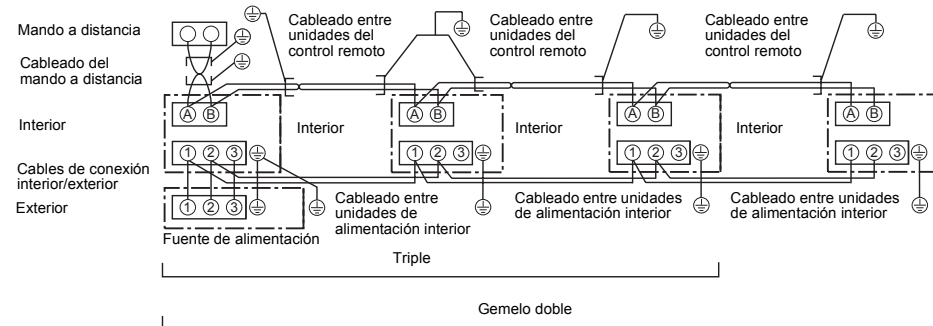 Mando a distancia
Cableado del
mando a distancia
Interior
Cables de conexión
interior/exterior
Exterior
Cableado entre
unidades del
control remoto
Cableado entre
unidades del
control remoto
Cableado entre
unidades del
control remoto
A B
A B
A B
A B
Interior
Interior
Interior
1 2 3
1 2 3
1 2 3
1 2 3
1 2 3
Fuente de alimentación
Cableado entre
unidades de
alimentación interior
Cableado entre unidades
de alimentación interior
Cableado entre unidades
de alimentación interior
Triple
Gemelo doble